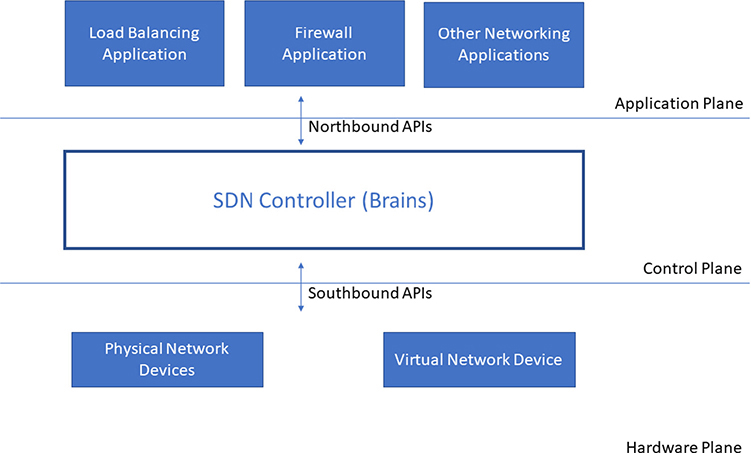 Load Balancing
Application
Firewall
Application
Other Networking
Applications
Application Plane
Northbound APIs
SDN Controller (Brains)
Control Plane
Southbound APIs
Physical Network
Devices
Virtual Network Device
Hardware Plane